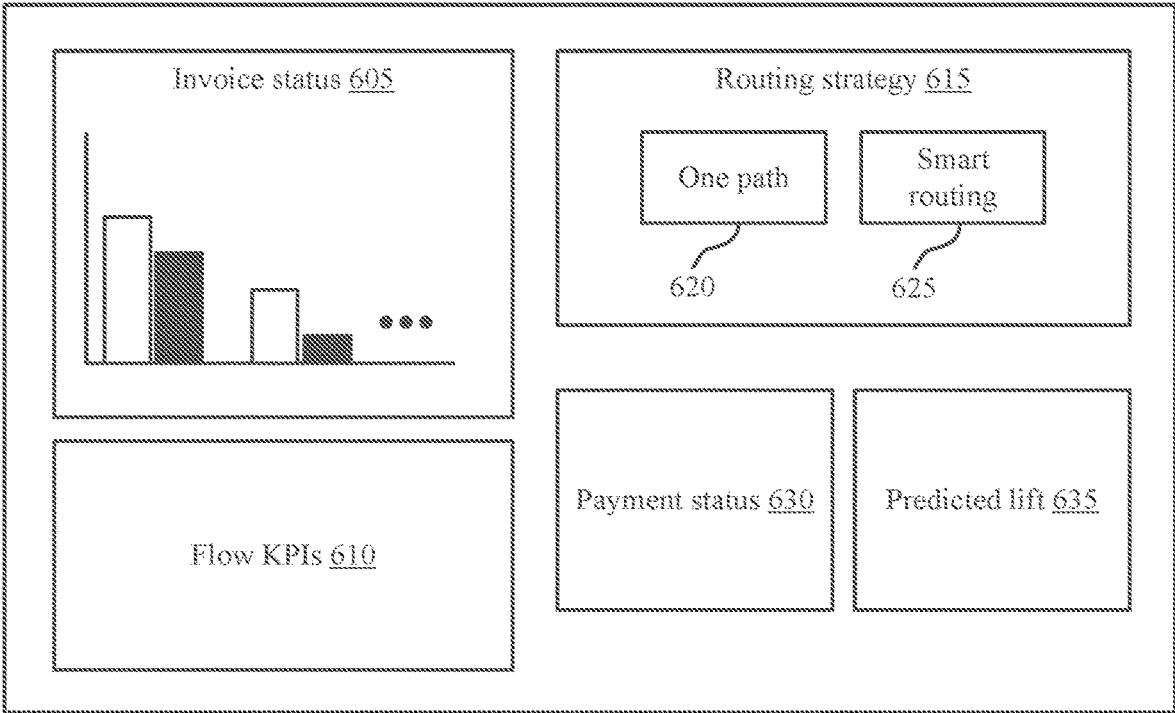 Invoice status 605
Routing strategy 615
One path
Smart
routing
620
625
Flow KPIs 610
Payment status 630
Predicted lift 635